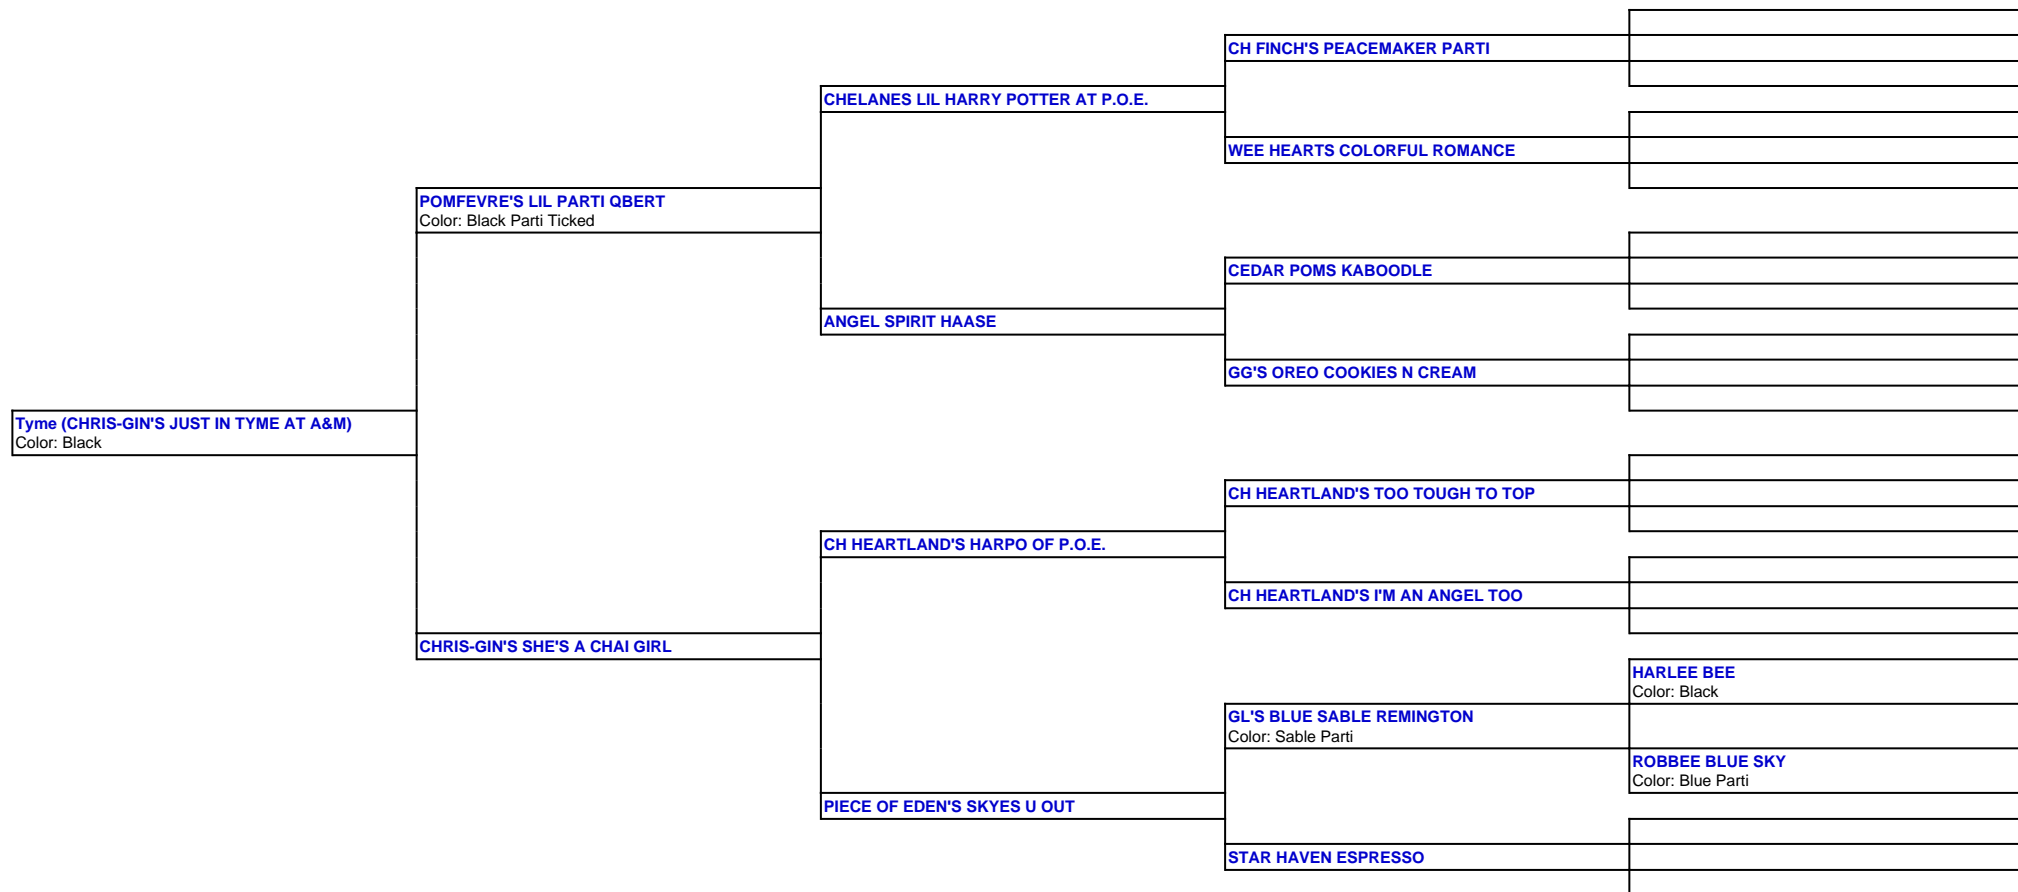 CH FINCH'S PEACEMAKER PARTI
CHELANES LIL HARRY POTTER AT P.O.E.
WEE HEARTS COLORFUL ROMANCE
POMFEVRE'S LIL PARTI QBERT
Color: Black Parti Ticked
CEDAR POMS KABOODLE
ANGEL SPIRIT HAASE
GG'S OREO COOKIES N CREAM
Tyme (CHRIS-GIN'S JUST IN TYME AT A&M)
Color: Black
CH HEARTLAND'S TOO TOUGH TO TOP
CH HEARTLAND'S HARPO OF P.O.E.
CH HEARTLAND'S I'M AN ANGEL TOO
CHRIS-GIN'S SHE'S A CHAI GIRL
HARLEE BEE
Color: Black
GL'S BLUE SABLE REMINGTON
Color: Sable Parti
ROBBEE BLUE SKY
Color: Blue Parti
PIECE OF EDEN'S SKYES U OUT
STAR HAVEN ESPRESSO